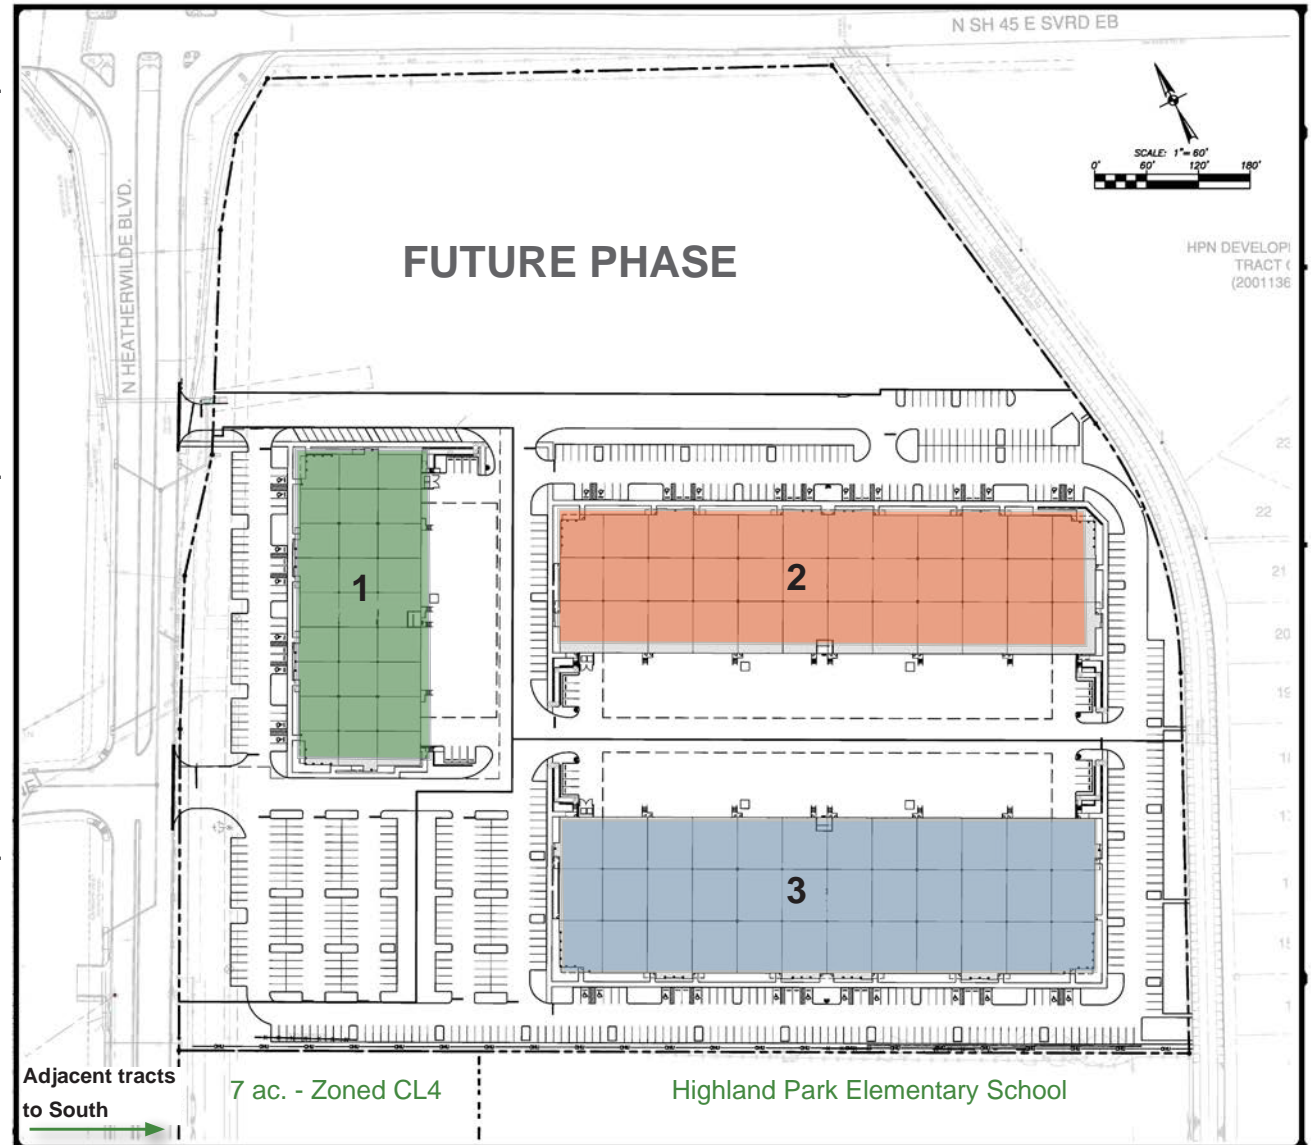 N SH 45 E SVRD EB
SCALE: 1"= 60'
0' 60' 120' 180'
N HEATHERWILDE BLVD.
FUTURE PHASE
HPN DEVELOP
TRACT
(2001136
23
22
21
20
19
1
2
3
Adjacent tracts
to South
7 ac. - Zoned CL4
Highland Park Elementary School